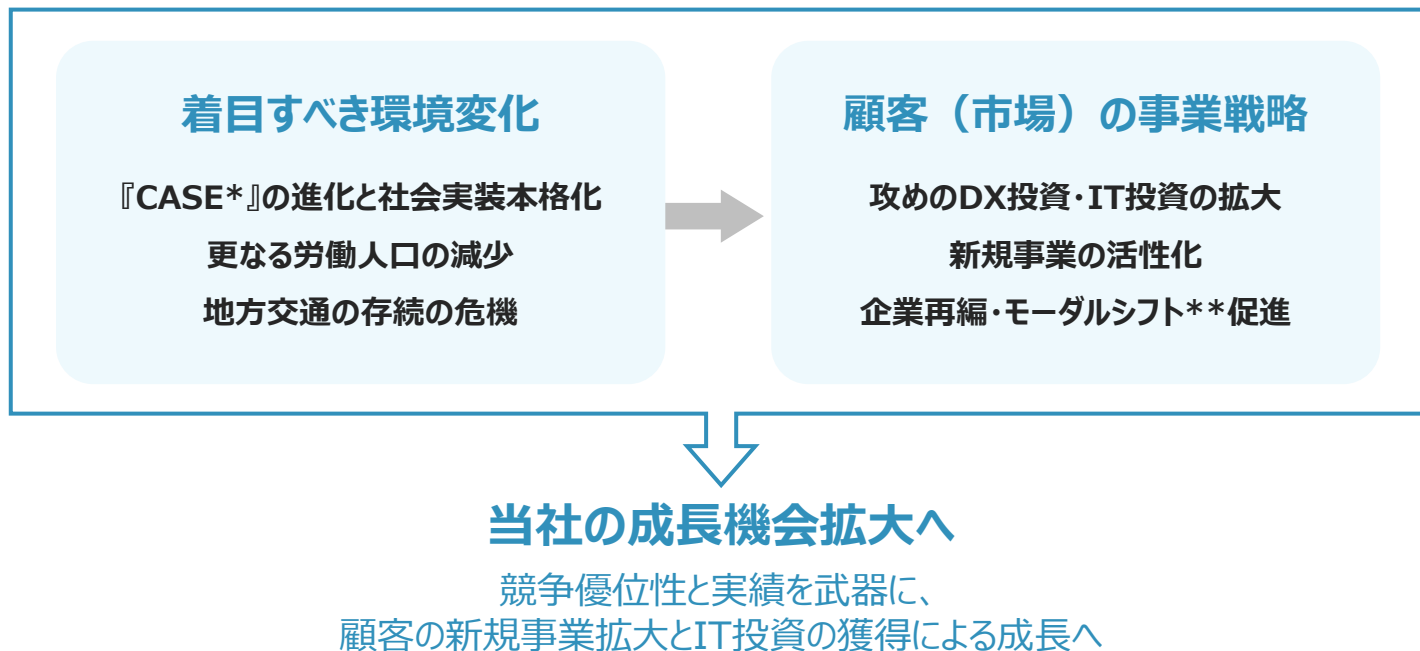 着目すべき環境変化
『CASE*』の進化と社会実装本格化
更なる労働人口の減少
地方交通の存続の危機
顧客（市場）の事業戦略
攻めのDX投資・IT投資の拡大
新規事業の活性化
企業再編・モーダルシフト**促進
当社の成長機会拡大へ
競争優位性と実績を武器に、
顧客の新規事業拡大とIT投資の獲得による成長へ